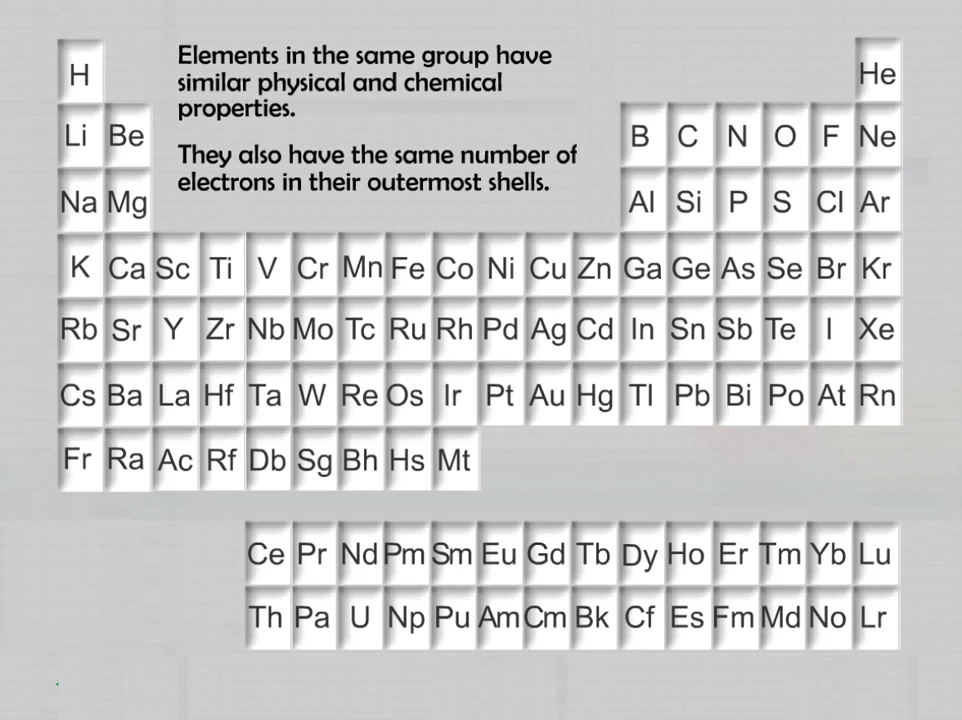 Elements in the same group have
similar physical and chemical
properties.
They also have the same number of
electrons in their outermost shells.
H He
Li Be B C N O F Ne
Na Mg Al Si P S Cl Ar
K Ca Sc Ti V Cr Mn Fe Co Ni Cu Zn Ga Ge As Se Br Kr
Rb Sr Y Zr Nb Mo Tc Ru Rh Pd Ag Cd In Sn Sb Te I Xe
Cs Ba La Hf Ta W Re Os Ir Pt Au Hg Tl Pb Bi Po At Rn
Fr Ra Ac Rf Db Sg Bh Hs Mt
Ce Pr Nd Pm Sm Eu Gd Tb Dy Ho Er Tm Yb Lu
Th Pa U Np Pu Am Cm Bk Cf Es Fm Md No Lr